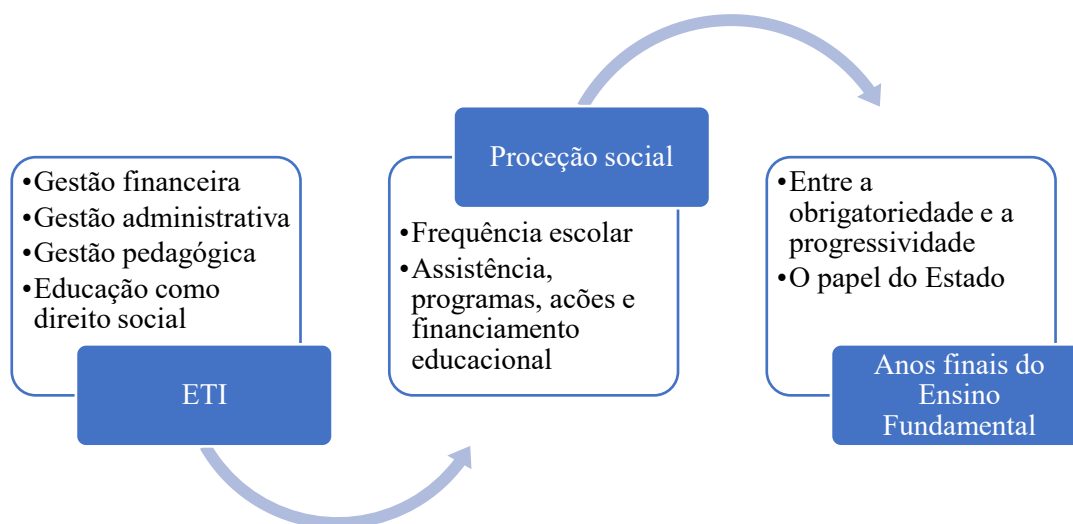 •Gestão financeira
•Gestão administrativa
•Gestão pedagógica
•Educação como
direito social
ETI
Proceção social
•Frequência escolar
•Assistência,
programas, acões e
financiamento
educacional
•Entre a
obrigatoriedade e a
progressividade
•O papel do Estado
Anos finais do
Ensino
Fundamental